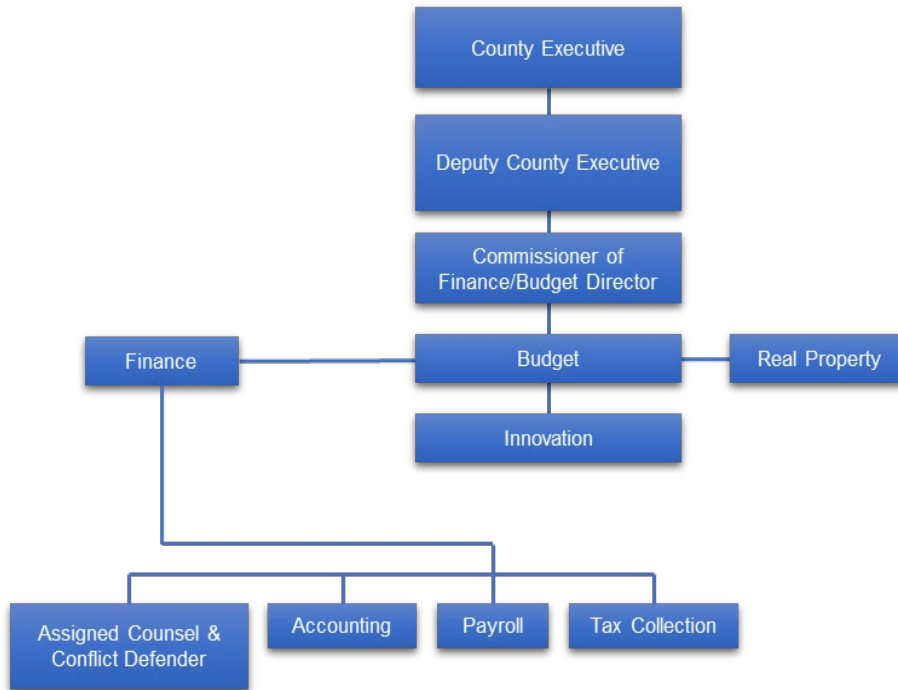 County Executive
Deputy County Executive
Commissioner of
Finance/Budget Director
Finance
Budget
Real Property
Innovation
Assigned Counsel &
Conflict Defender
Accounting
Payroll
Tax Collection